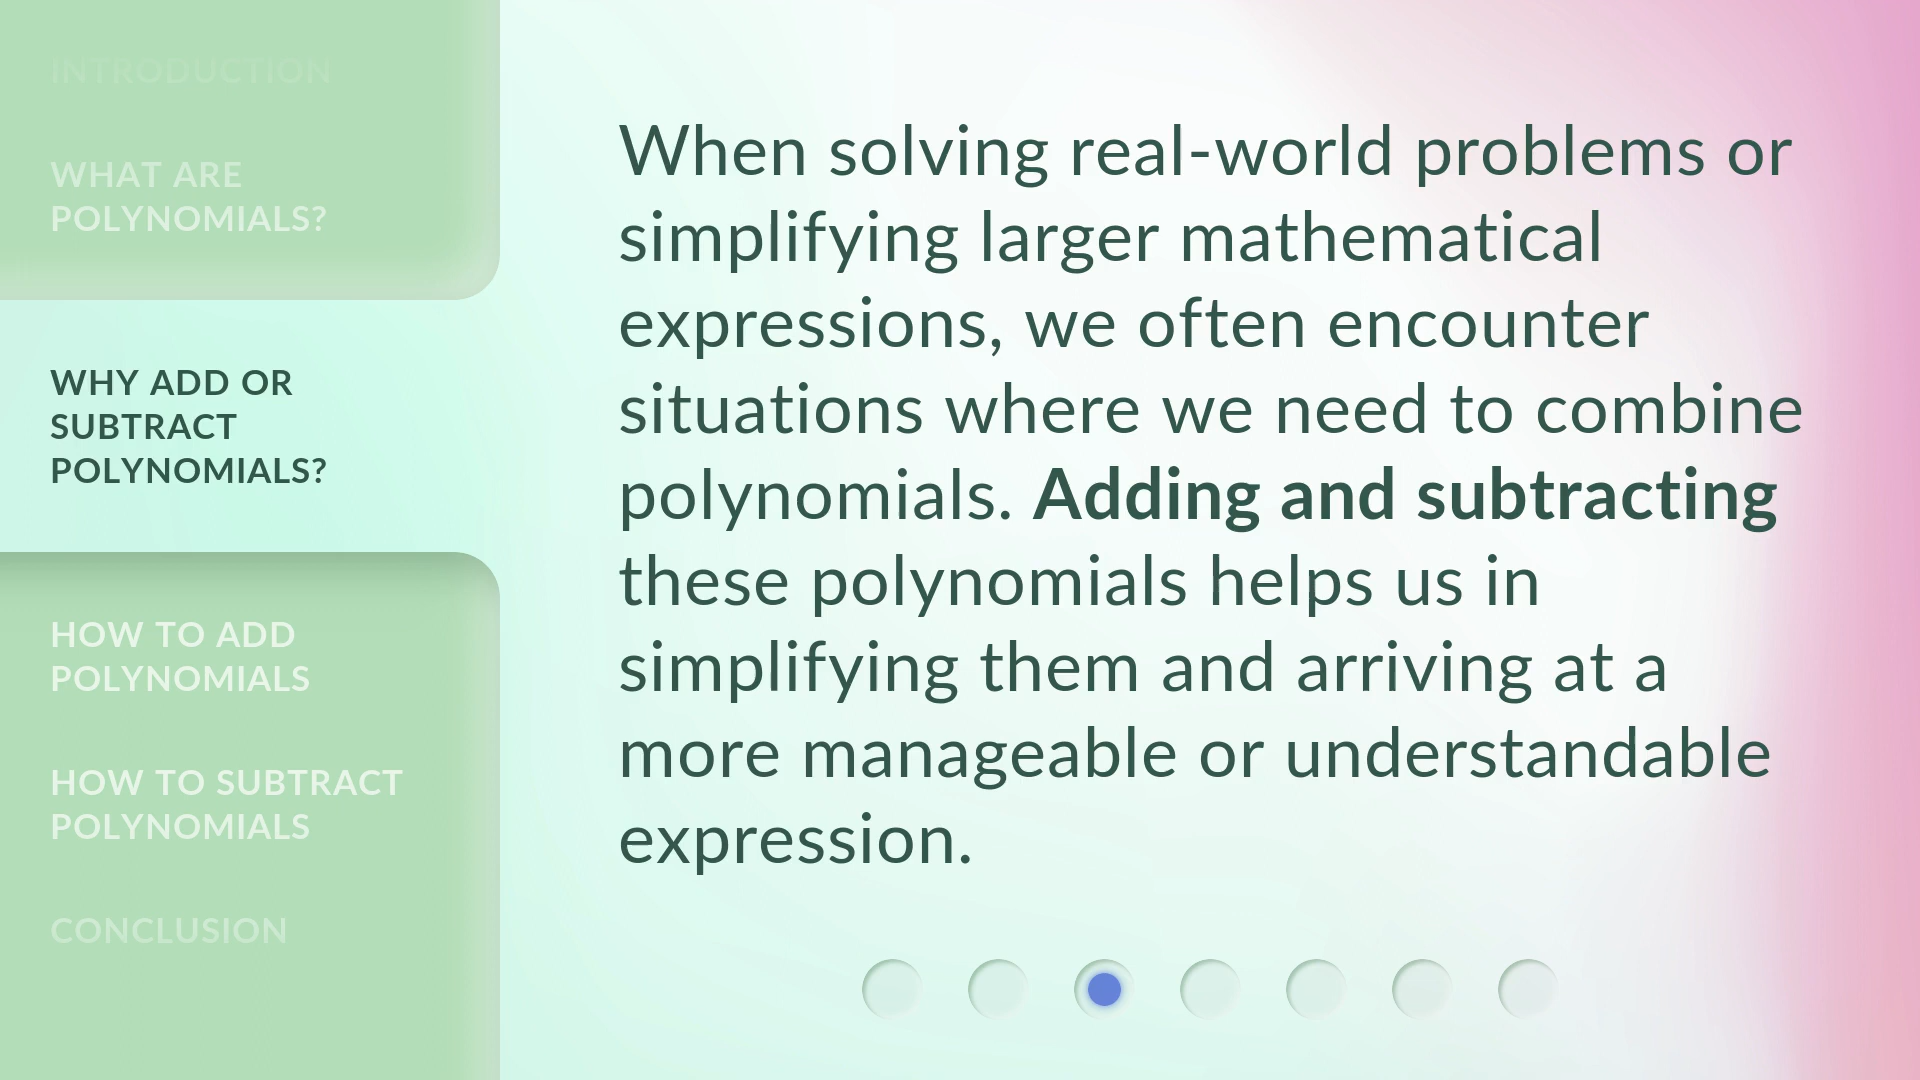 INTRODUCTION
WHAT ARE
POLYNOMIALS?
WHY ADD OR
SUBTRACT
POLYNOMIALS?
HOW TO ADD
POLYNOMIALS
HOW TO SUBTRACT
POLYNOMIALS
CONCLUSION
When solving real-world problems or
simplifying larger mathematical
expressions, we often encounter
situations where we need to combine
polynomials. Adding and subtracting
these polynomials helps us in
simplifying them and arriving at a
more manageable or understandable
expression.